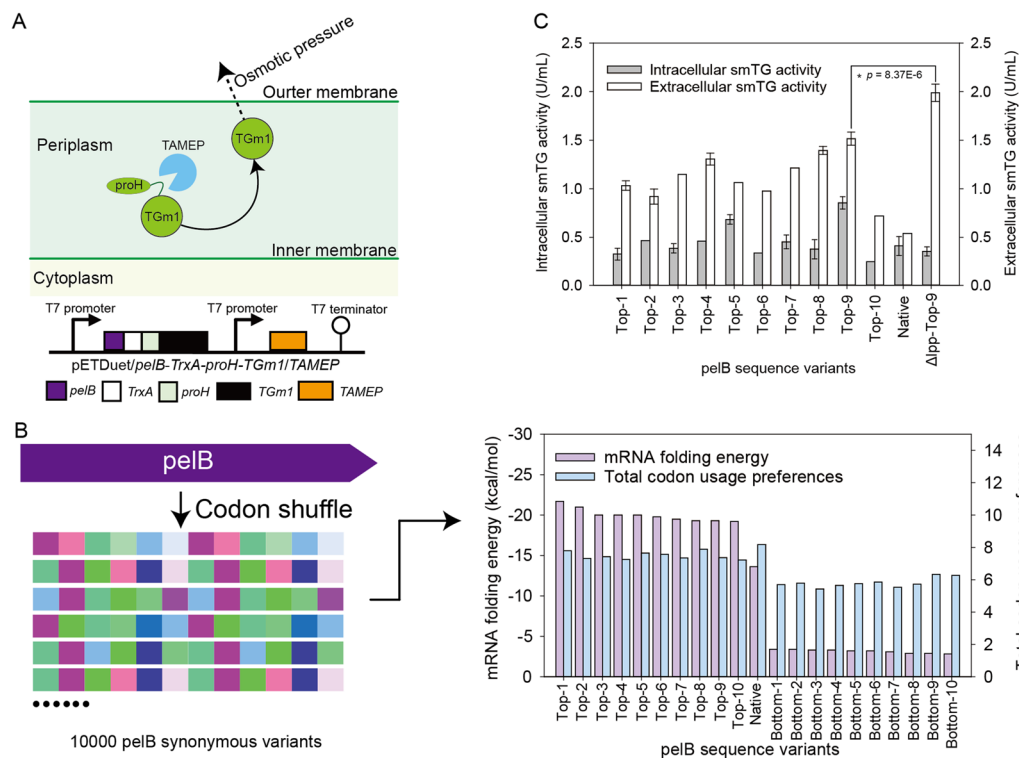 A
Osmotic pressure
Ourter membrane
Periplasm
TAMEP
TGm1
proH
TGm1
Inner membrane
Cytoplasm
T7 promoter
T7 promoter
T7 terminator
pETDuet/pelB-TrxA-proH-TGm1/TAMEP
pelB TrxA proH TGm1 TAMEP
C
Intracellular smTG activity (U/mL)
2.5
2.0
1.5
1.0
0.5
0.0
Intracellular smTG activity
Extracellular smTG activity
* p = 8.37E-6
2.5
2.0
1.5
1.0
0.5
0.0
Extracellular smTG activity (U/mL)
Top-1
Top-2
Top-3
Top-4
Top-5
Top-6
Top-7
Top-8
Top-9
Top-10
Native
Δlpp-Top-9
pelB sequence variants
B
pelB
Codon shuffle
10000 pelB synonymous variants
mRNA folding energy (kcal/mol)
-30
-25
-20
-15
-10
-5
0
mRNA folding energy
Total codon usage preferences
14
12
10
8
6
4
2
0
Top-1
Top-2
Top-3
Top-4
Top-5
Top-6
Top-7
Top-8
Top-9
Top-10
Native
Bottom-1
Bottom-2
Bottom-3
Bottom-4
Bottom-5
Bottom-6
Bottom-7
Bottom-8
Bottom-9
Bottom-10
pelB sequence variants